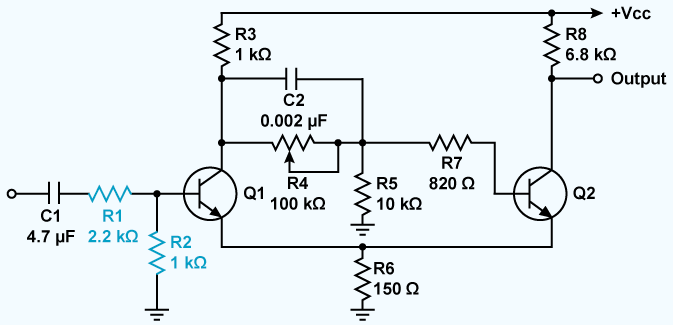 +Vcc
R3
1 kΩ
R8
6.8 kΩ
Output
C2
0.002 µF
R4
100 kΩ
R7
820 Ω
R5
10 kΩ
Q1
Q2
C1
4.7 µF
R1
2.2 kΩ
R2
1 kΩ
R6
150 Ω